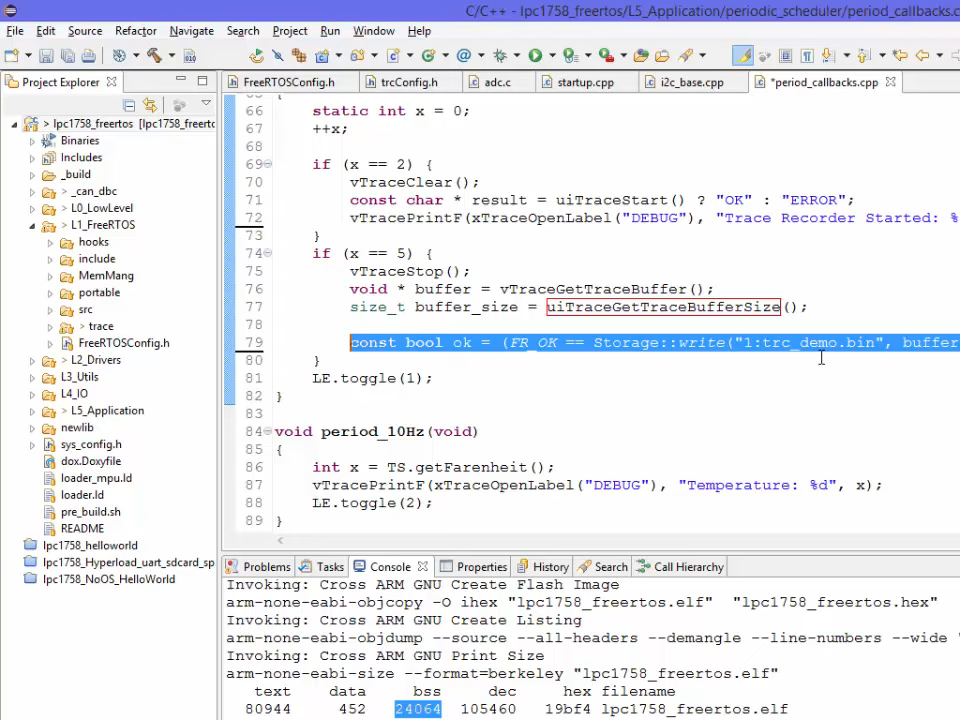 C/C++ - lpc1758_freertos/L5_Application/periodic_scheduler/period_callbacks.c
File Edit Source Refactor Navigate Search Project Run Window Help
Project Explorer
FreeRTOSConfig.h trcConfig.h adc.c startup.cpp i2c_base.cpp *period_callbacks.cpp
> lpc1758_freertos [lpc1758_freertc
Binaries
Includes
_build
> _can_dbc
> L0_LowLevel
> L1_FreeRTOS
hooks
include
MemMang
portable
src
> trace
> FreeRTOSConfig.h
> L2_Drivers
L3_Utils
L4_IO
> L5_Application
newlib
sys_config.h
dox.Doxyfile
loader_mpu.ld
loader.ld
pre_build.sh
README
lpc1758_helloworld
lpc1758_Hyperload_uart_sdcard_sp
lpc1758_NoOS_HelloWorld
66 static int x = 0;
67 ++x;
68
69 if (x == 2) {
70 vTraceClear();
71 const char * result = uiTraceStart() ? "OK" : "ERROR";
72 vTracePrintF(xTraceOpenLabel("DEBUG"), "Trace Recorder Started: %
73 }
74 if (x == 5) {
75 vTraceStop();
76 void * buffer = vTraceGetTraceBuffer();
77 size_t buffer_size = uiTraceGetTraceBufferSize();
78
79 const bool ok = (FR_OK == Storage::write("1:trc_demo.bin", buffer
80 }
81 LE.toggle(1);
82 }
83
84 void period_10Hz(void)
85 {
86 int x = TS.getFarenheit();
87 vTracePrintF(xTraceOpenLabel("DEBUG"), "Temperature: %d", x);
88 LE.toggle(2);
89 }
Problems Tasks Console Properties History Search Call Hierarchy
Invoking: Cross ARM GNU Create Flash Image
arm-none-eabi-objcopy -O ihex "lpc1758_freertos.elf" "lpc1758_freertos.hex"
Invoking: Cross ARM GNU Create Listing
arm-none-eabi-objdump --source --all-headers --demangle --line-numbers --wide "
Invoking: Cross ARM GNU Print Size
arm-none-eabi-size --format=berkeley "lpc1758_freertos.elf"
text data bss dec hex filename
80944 452 24064 105460 19bf4 lpc1758_freertos.elf